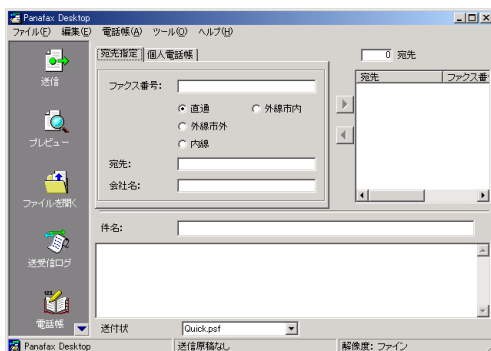 Panafax Desktop
ファイル(F) 編集(E) 電話帳(A) ツール(O) ヘルプ(H)
送信
プレビュー
ファイルを開く
送受信ログ
電話帳
宛先指定 個人電話帳
ファクス番号:
直通 外線市内
外線市外
内線
宛先:
会社名:
0 宛先
宛先 ファクス番
件名:
送付状 Quick.psf
Panafax Desktop 送信原稿なし 解像度: ファイン